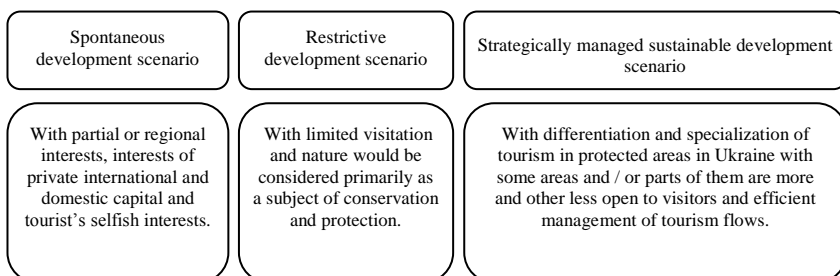 Spontaneous
development scenario
Restrictive
development scenario
Strategically managed sustainable development
scenario
With partial or regional
interests, interests of
private international and
domestic capital and
tourist's selfish interests.
With limited visitation
and nature would be
considered primarily as
a subject of conservation
and protection.
With differentiation and specialization of
tourism in protected areas in Ukraine with
some areas and / or parts of them are more
and other less open to visitors and efficient
management of tourism flows.